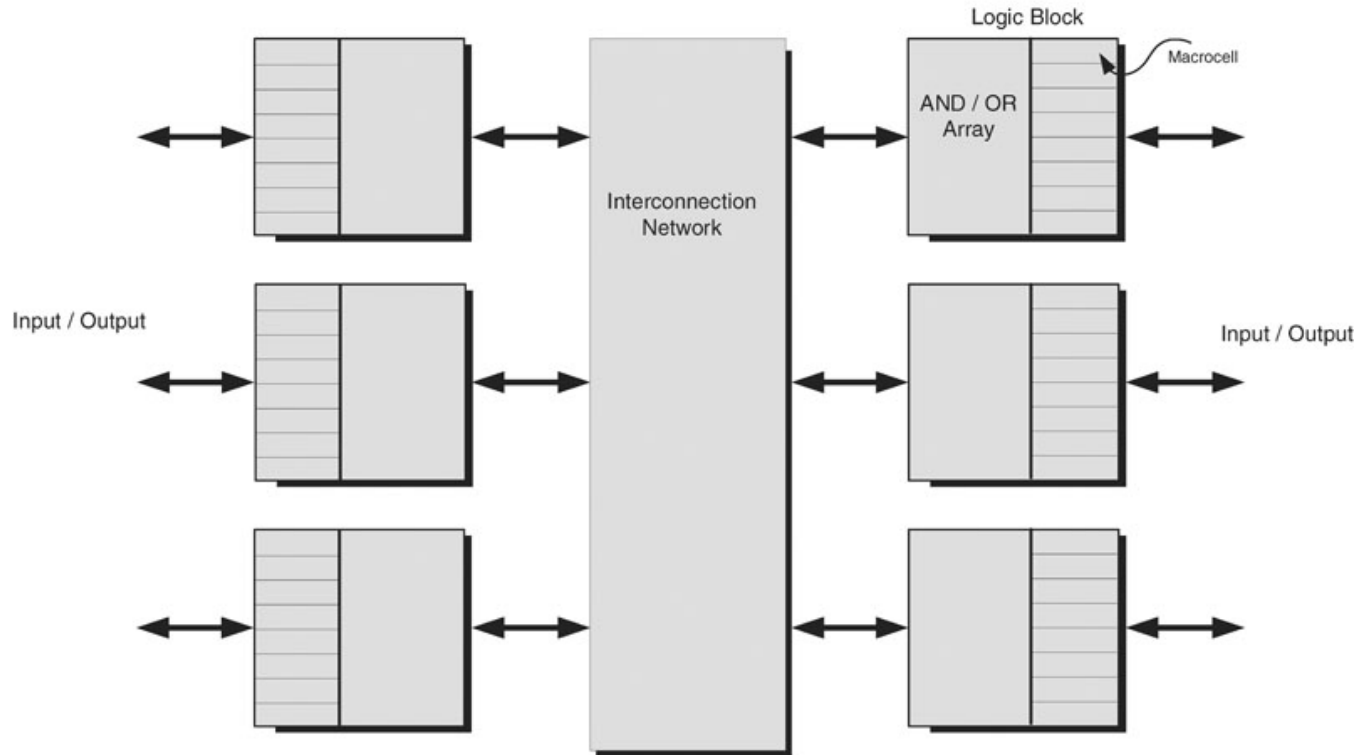 Logic Block
Macrocell
AND / OR
Array
Interconnection
Network
Input / Output
Input / Output